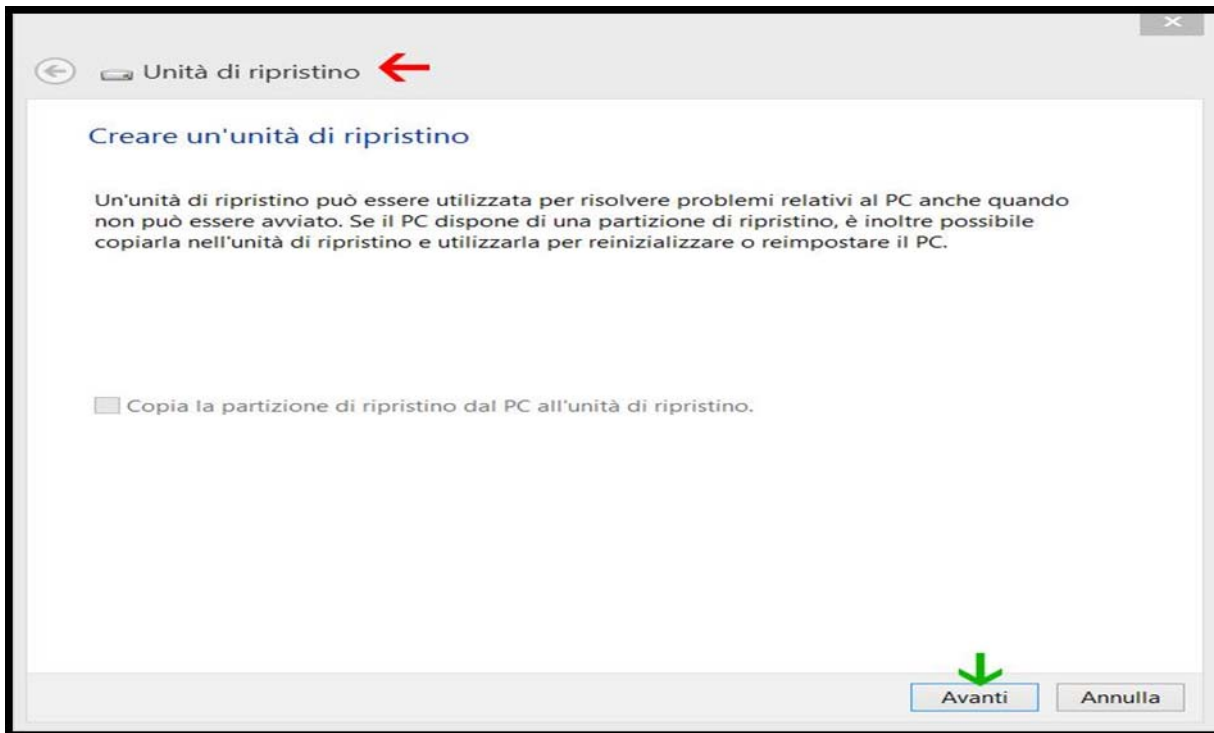 Unità di ripristino
Creare un'unità di ripristino
Un'unità di ripristino può essere utilizzata per risolvere problemi relativi al PC anche quando
non può essere avviato. Se il PC dispone di una partizione di ripristino, è inoltre possibile
copiarla nell'unità di ripristino e utilizzarla per reinizializzare o reimpostare il PC.
Copia la partizione di ripristino dal PC all'unità di ripristino.
Avanti Annulla